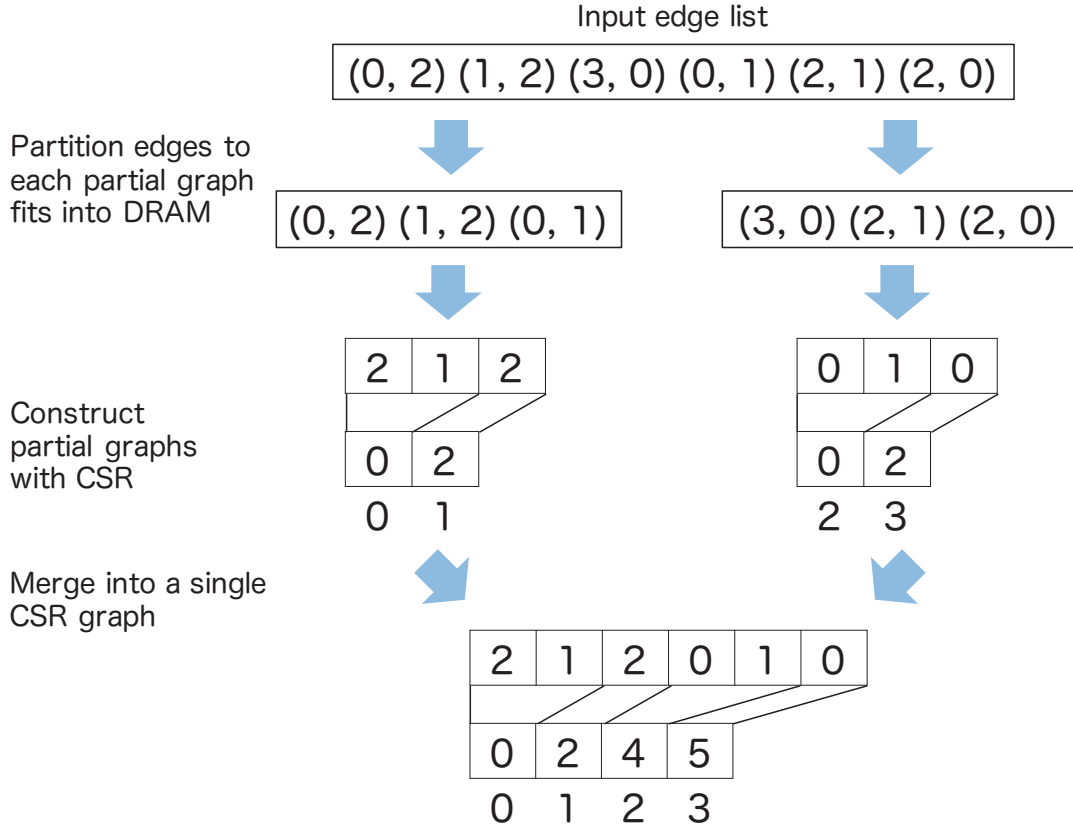 Input edge list
(0, 2) (1, 2) (3, 0) (0, 1) (2, 1) (2, 0)
Partition edges to
each partial graph
fits into DRAM
(0, 2) (1, 2) (0, 1)
(3, 0) (2, 1) (2, 0)
2 1 2
0 1 0
Construct
partial graphs
with CSR
0 2
0 2
0 1
2 3
Merge into a single
CSR graph
2 1 2 0 1 0
0 2 4 5
0 1 2 3